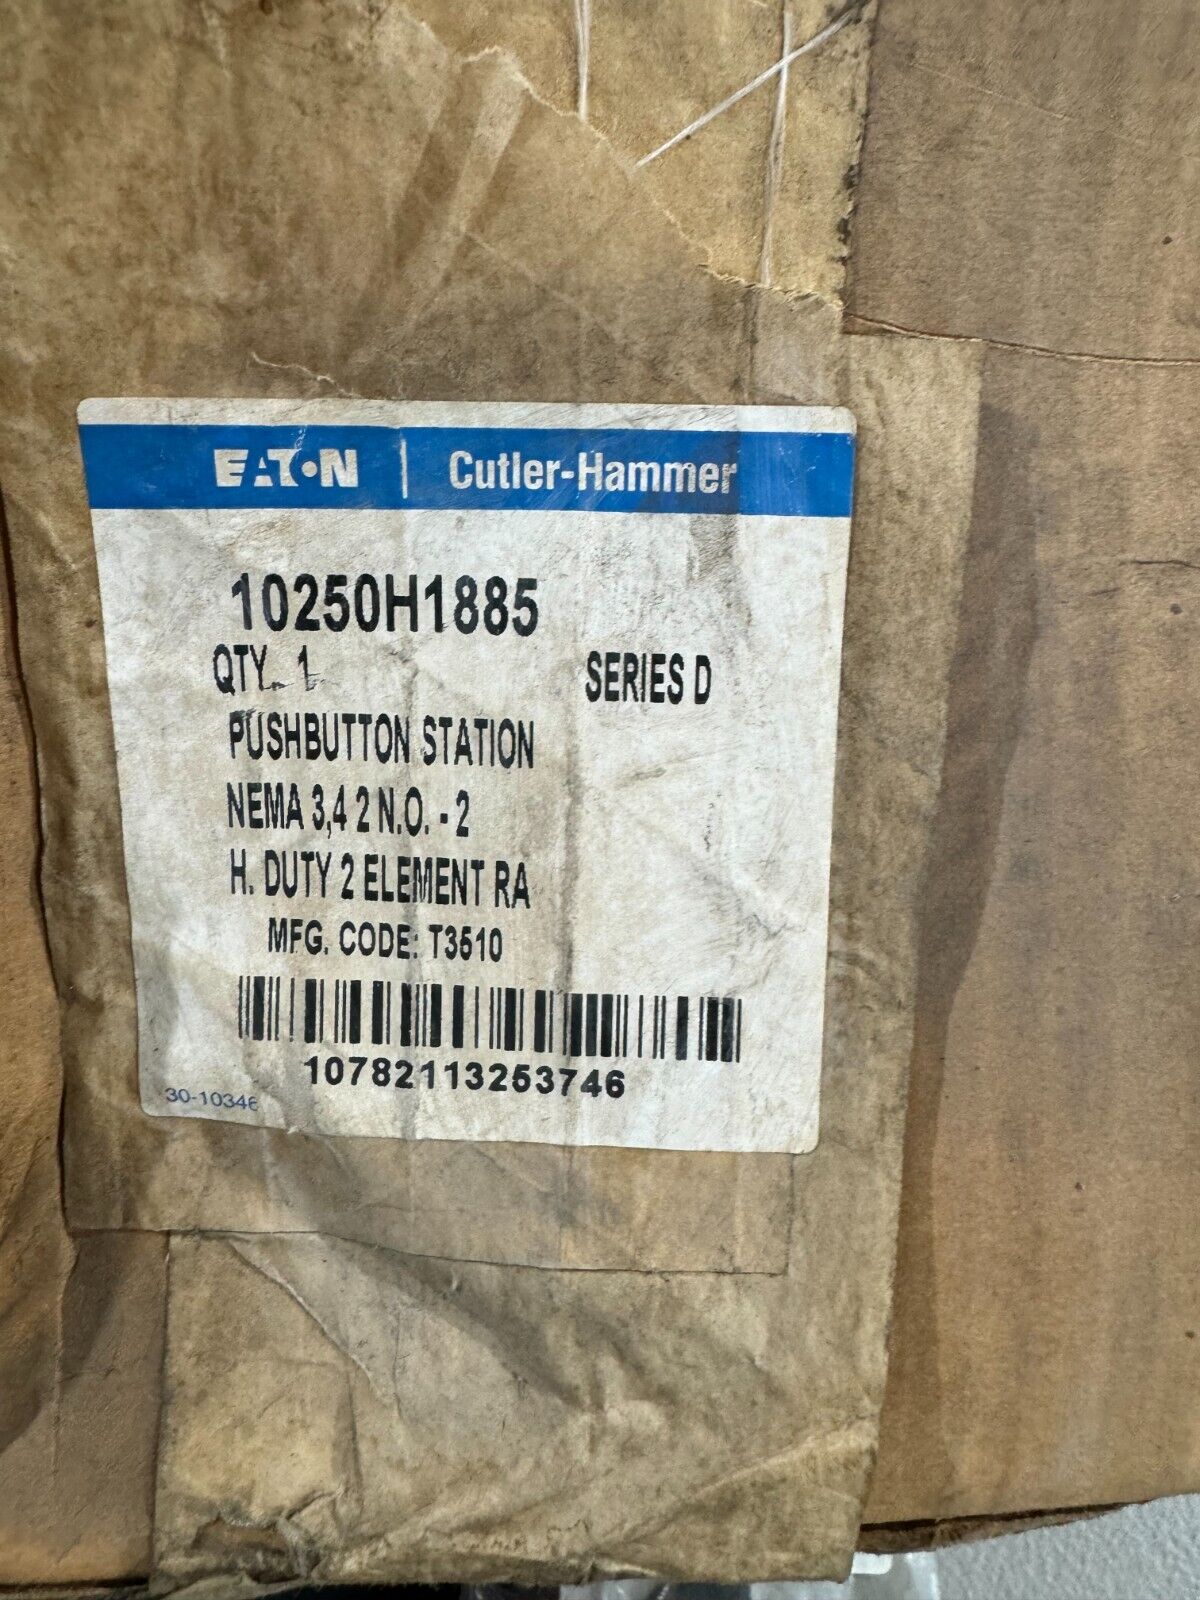 EATON | Cutler-Hammer
10250H1885
QTY. 1 SERIES D
PUSHBUTTON STATION
NEMA 3,4 2 N.O. - 2
H. DUTY 2 ELEMENT RA
MFG. CODE: T3510
10782113253746
30-10346